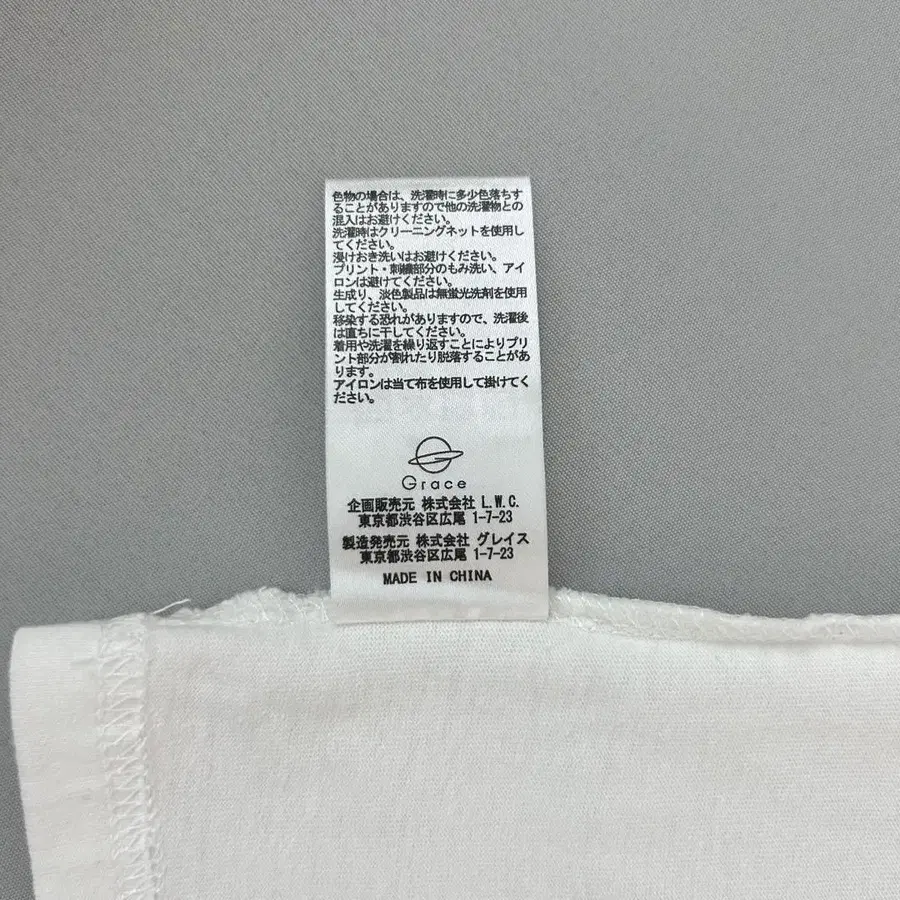 色物の場合は、洗濯時に多少色落ちす
ることがありますので他の洗濯物との
混入はお避けください。
洗濯時はクリーニングネットを使用し
てください。
浸けおき洗いはお避けください。
プリント・刺繍部分のもみ洗い、アイ
ロンは避けてください。
生成り、淡色製品は無蛍光洗剤を使用
してください。
移染する恐れがありますので、洗濯後
は直ちに干してください。
着用や洗濯を繰り返すことによりプリ
ント部分が割れたり脱落することがあ
ります。
アイロンは当て布を使用して掛けてく
ださい。
Grace
企画販売元 株式会社 L.W.C.
東京都渋谷区広尾 1-7-23
製造発売元 株式会社 グレイス
東京都渋谷区広尾 1-7-23
MADE IN CHINA